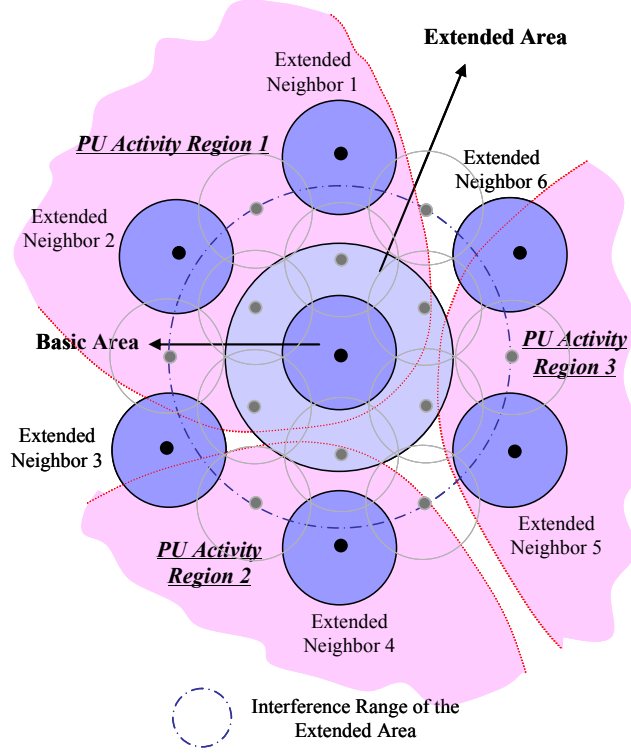 Extended Area
Extended
Neighbor 1
PU Activity Region 1
Extended
Neighbor 6
Extended
Neighbor 2
Basic Area
PU Activity
Region 3
Extended
Neighbor 3
Extended
Neighbor 5
PU Activity
Region 2
Extended
Neighbor 4
Interference Range of the
Extended Area